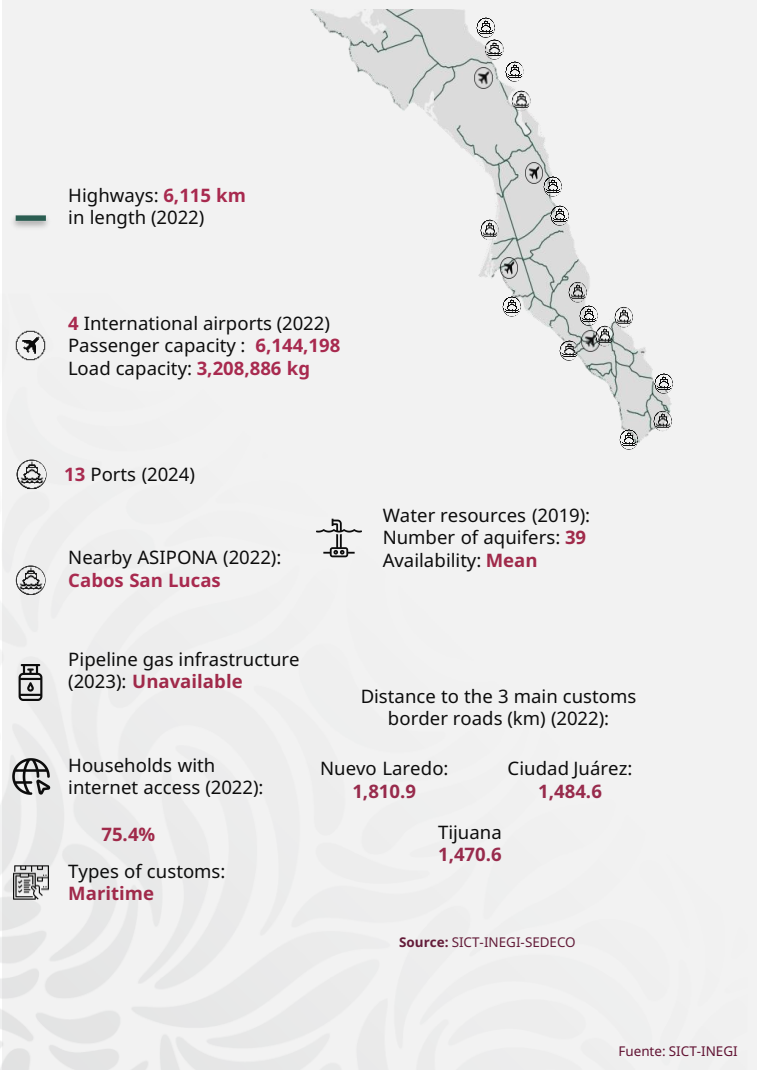 Highways: 6,115 km
in length (2022)
4 International airports (2022)
Passenger capacity : 6,144,198
Load capacity: 3,208,886 kg
13 Ports (2024)
Water resources (2019):
Number of aquifers: 39
Availability: Mean
Nearby ASIPONA (2022):
Cabos San Lucas
Pipeline gas infrastructure
(2023): Unavailable
Distance to the 3 main customs
border roads (km) (2022):
Households with
internet access (2022):
75.4%
Nuevo Laredo:
1,810.9
Ciudad Juárez:
1,484.6
Tijuana
1,470.6
Types of customs:
Maritime
Source: SICT-INEGI-SEDECO
Fuente: SICT-INEGI